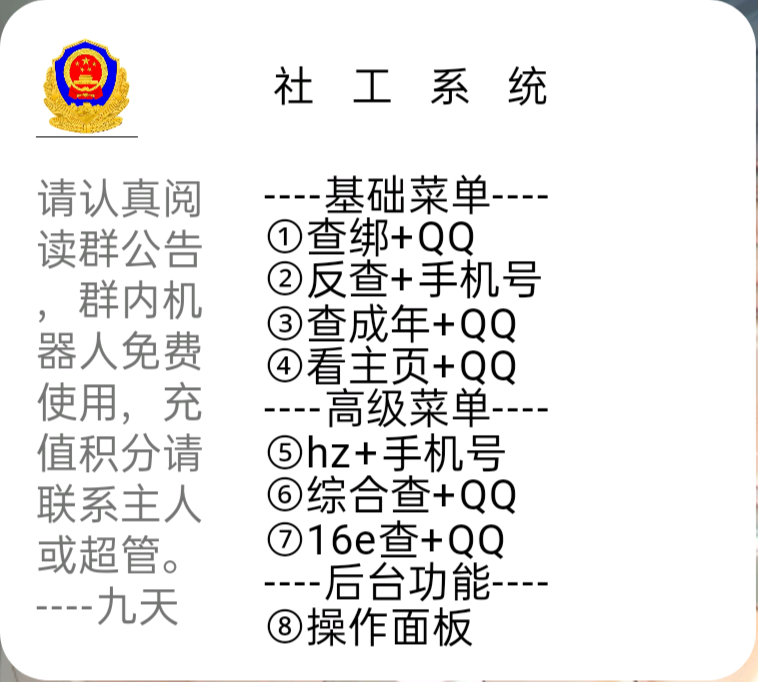 社工系统
请认真阅
读群公告
，群内机
器人免费
使用，充
值积分请
联系主人
或超管。
----九天
----基础菜单----
①查绑+QQ
②反查+手机号
③查成年+QQ
④看主页+QQ
----高级菜单----
⑤hz+手机号
⑥综合查+QQ
⑦16e查+QQ
----后台功能----
⑧操作面板